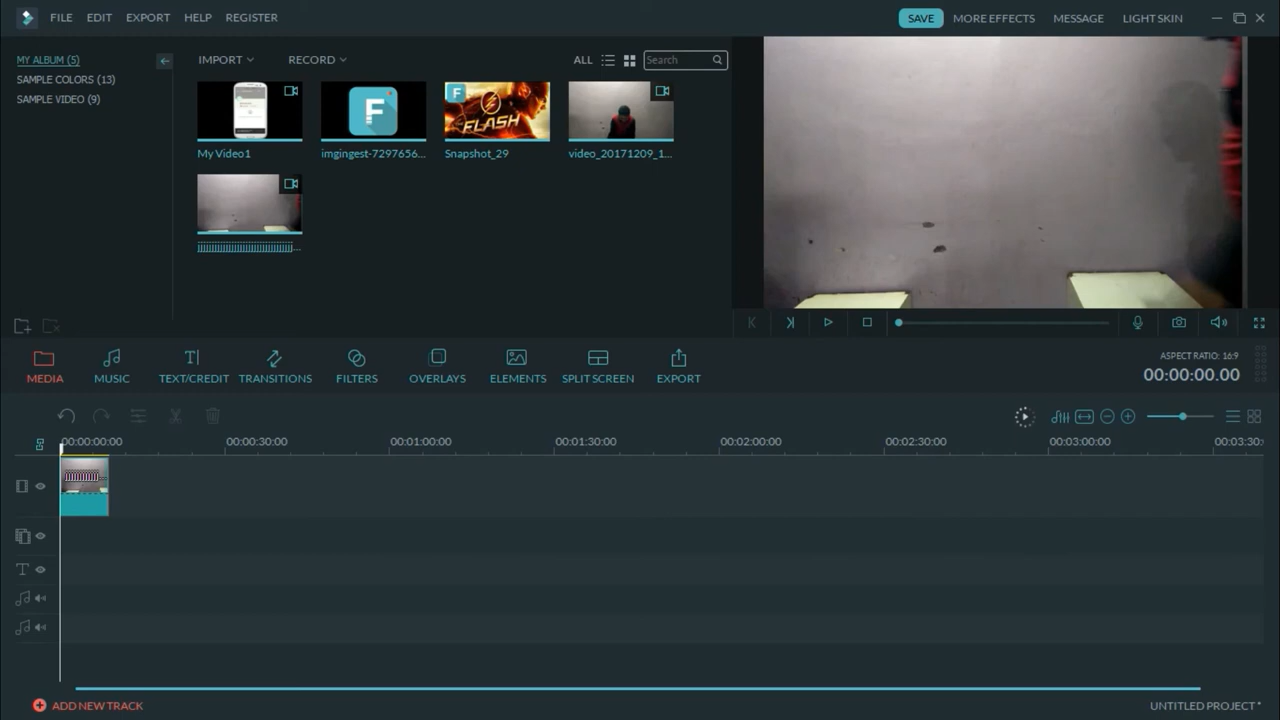 FILE EDIT EXPORT HELP REGISTER SAVE MORE EFFECTS MESSAGE LIGHT SKIN
MY ALBUM (5)
SAMPLE COLORS (13)
SAMPLE VIDEO (9)
IMPORT RECORD ALL Search
F F FLASH
My Video1 imgingest-7297656... Snapshot_29 video_20171209_1...
MEDIA MUSIC TEXT/CREDIT TRANSITIONS FILTERS OVERLAYS ELEMENTS SPLIT SCREEN EXPORT
ASPECT RATIO: 16:9
00:00:00.00
00:00:00:00 00:00:30:00 00:01:00:00 00:01:30:00 00:02:00:00 00:02:30:00 00:03:00:00 00:03:30:
ADD NEW TRACK UNTITLED PROJECT *